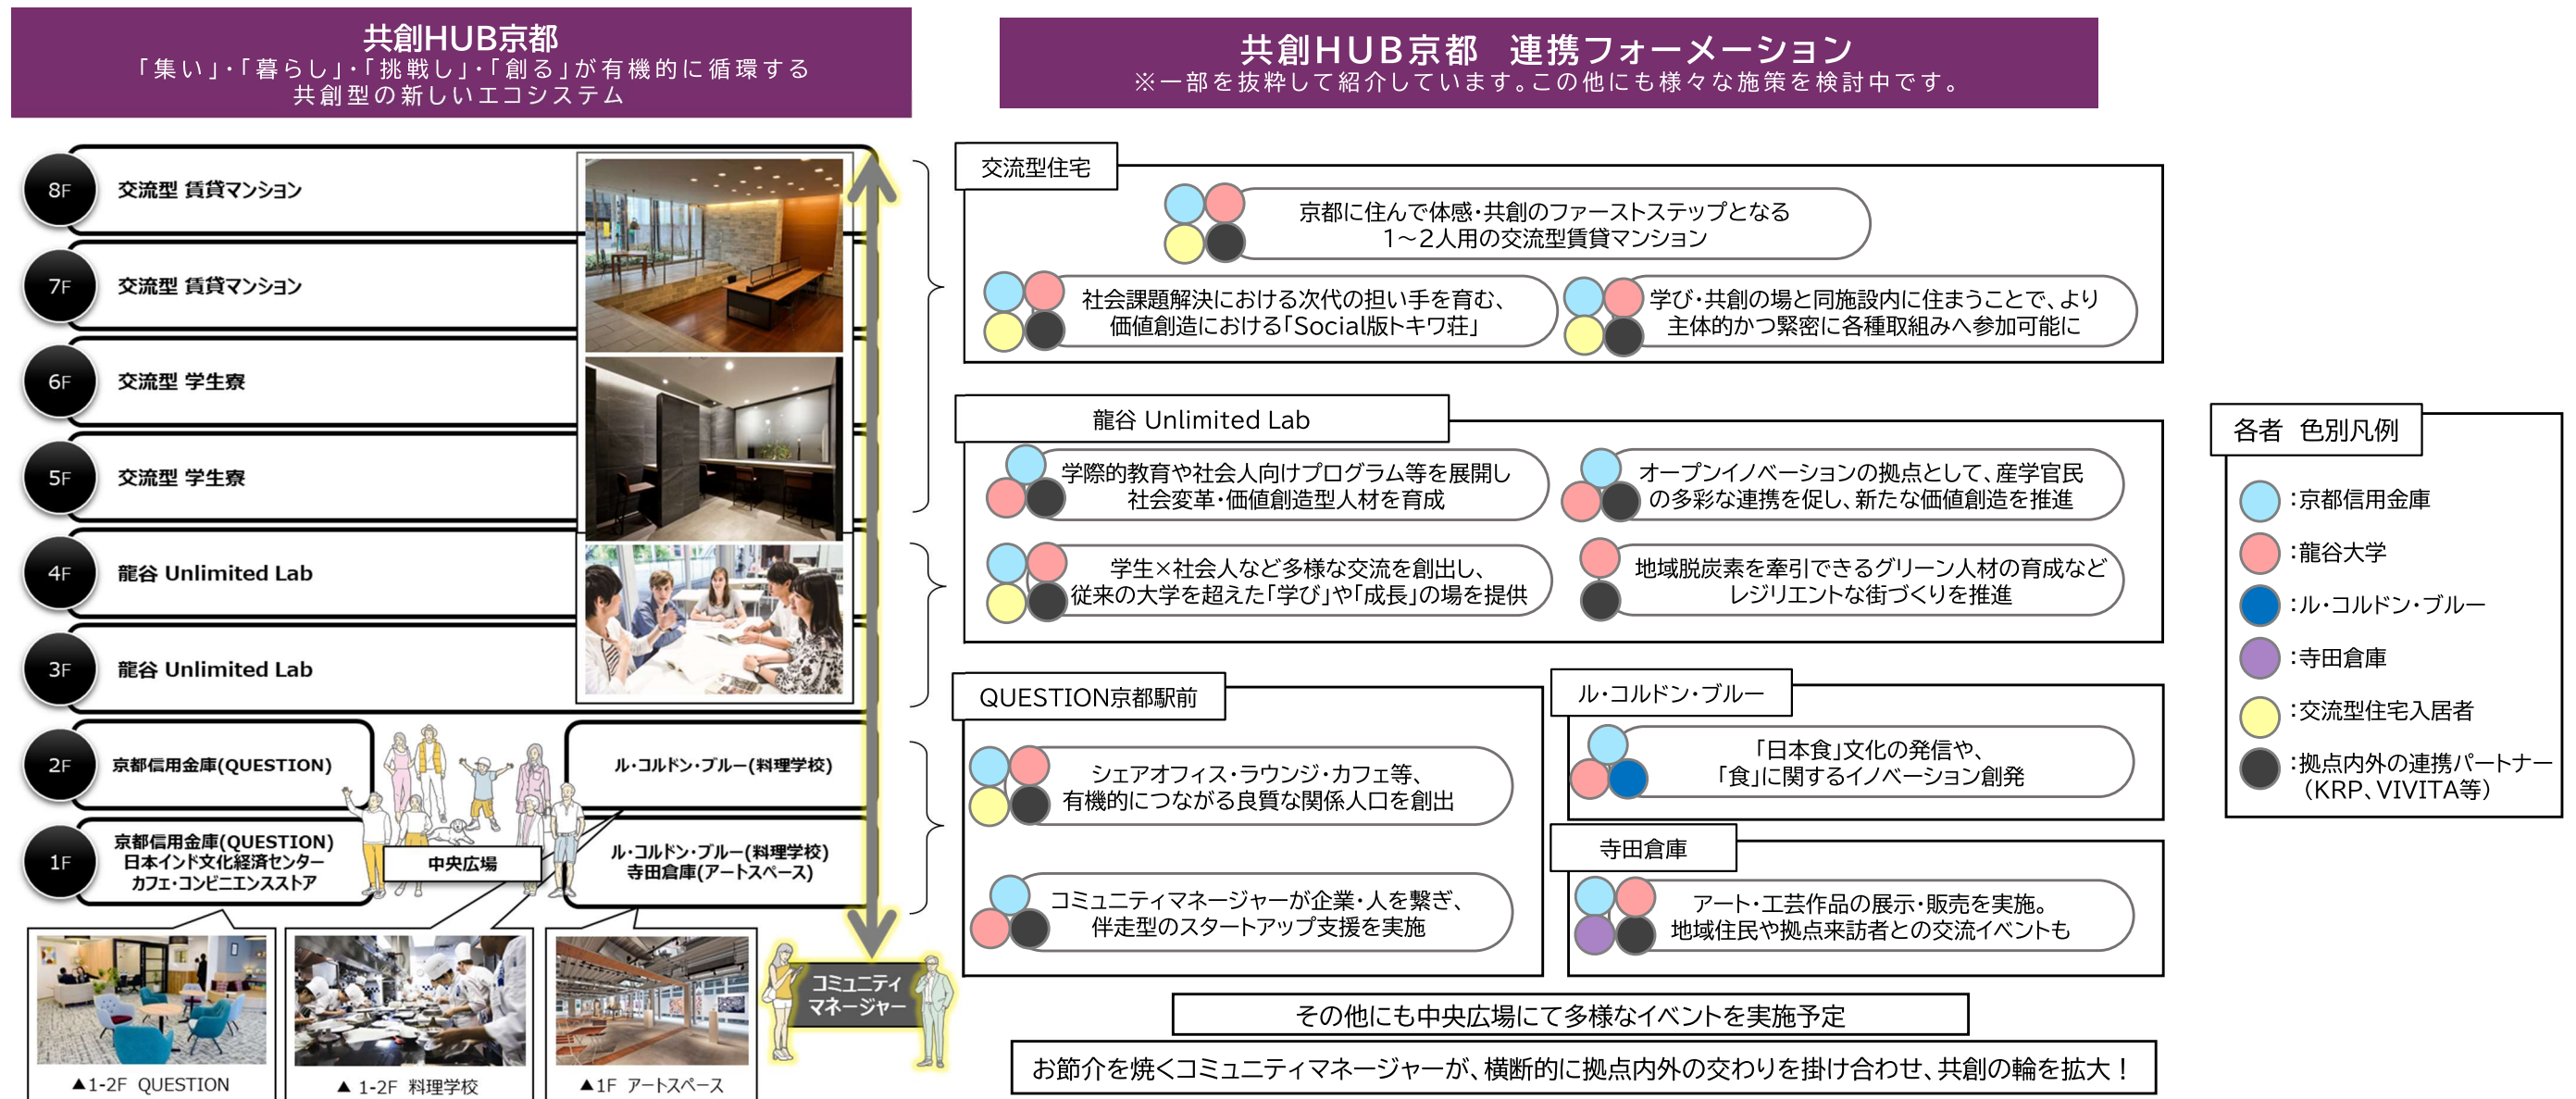 共創HUB京都
「集い」・「暮らし」・「挑戦し」・「創る」が有機的に循環する
共創型の新しいエコシステム
8F
交流型 賃貸マンション
7F
交流型 賃貸マンション
6F
交流型 学生寮
5F
交流型 学生寮
4F
龍谷 Unlimited Lab
3F
龍谷 Unlimited Lab
2F
京都信用金庫(QUESTION)
ル・コルドン・ブルー(料理学校)
1F
京都信用金庫(QUESTION)
日本インド文化経済センター
カフェ・コンビニエンスストア
中央広場
ル・コルドン・ブルー(料理学校)
寺田倉庫(アートスペース)
▲1-2F QUESTION
▲ 1-2F 料理学校
▲1F アートスペース
コミュニティ
マネージャー
共創HUB京都 連携フォーメーション
※一部を抜粋して紹介しています。この他にも様々な施策を検討中です。
交流型住宅
京都に住んで体感・共創のファーストステップとなる
1～2人用の交流型賃貸マンション
社会課題解決における次代の担い手を育む、
価値創造における「Social版トキワ荘」
学び・共創の場と同施設内に住まうことで、より
主体的かつ緊密に各種取組みへ参加可能に
龍谷 Unlimited Lab
学際的教育や社会人向けプログラム等を展開し
社会変革・価値創造型人材を育成
オープンイノベーションの拠点として、産学官民
の多彩な連携を促し、新たな価値創造を推進
学生×社会人など多様な交流を創出し、
従来の大学を超えた「学び」や「成長」の場を提供
地域脱炭素を牽引できるグリーン人材の育成など
レジリエントな街づくりを推進
QUESTION京都駅前
シェアオフィス・ラウンジ・カフェ等、
有機的につながる良質な関係人口を創出
コミュニティマネージャーが企業・人を繋ぎ、
伴走型のスタートアップ支援を実施
ル・コルドン・ブルー
「日本食」文化の発信や、
「食」に関するイノベーション創発
寺田倉庫
アート・工芸作品の展示・販売を実施。
地域住民や拠点来訪者との交流イベントも
その他にも中央広場にて多様なイベントを実施予定
お節介を焼くコミュニティマネージャーが、横断的に拠点内外の交わりを掛け合わせ、共創の輪を拡大！
各者 色別凡例
：京都信用金庫
：龍谷大学
：ル・コルドン・ブルー
：寺田倉庫
：交流型住宅入居者
：拠点内外の連携パートナー
（KRP、VIVITA等）